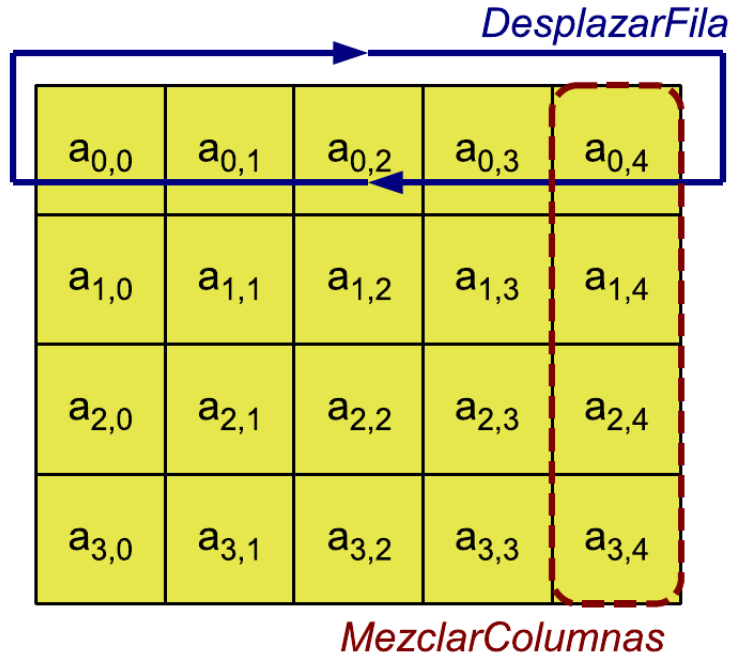 DesplazarFila
a0,0 a0,1 a0,2 a0,3 a0,4
a1,0 a1,1 a1,2 a1,3 a1,4
a2,0 a2,1 a2,2 a2,3 a2,4
a3,0 a3,1 a3,2 a3,3 a3,4
MezclarColumnas